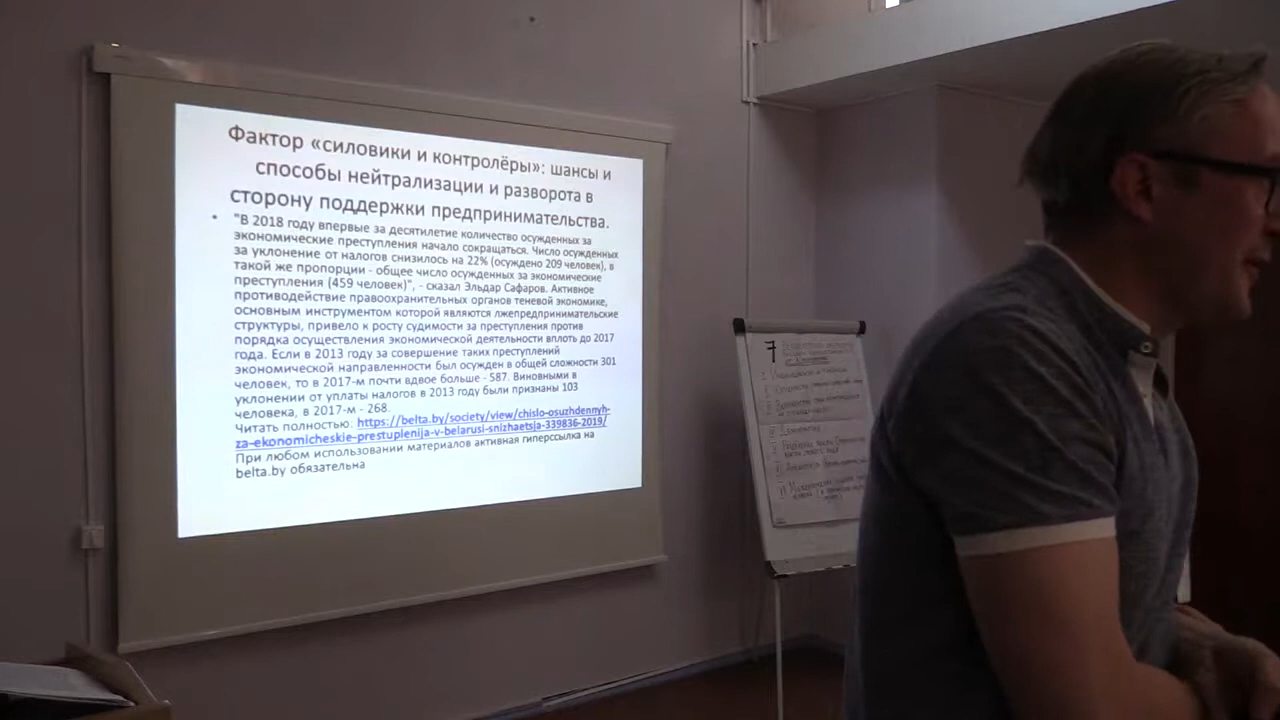 Фактор «силовики и контролёры»: шансы и
способы нейтрализации и разворота в
сторону поддержки предпринимательства.
• "В 2018 году впервые за десятилетие количество осужденных за
экономические преступления начало сокращаться. Число осужденных
за уклонение от налогов снизилось на 22% (осуждено 209 человек), в
такой же пропорции - общее число осужденных за экономические
преступления (459 человек)", - сказал Эльдар Сафаров. Активное
противодействие правоохранительных органов теневой экономике,
основным инструментом которой являются лжепредпринимательские
структуры, привело к росту судимости за преступления против
порядка осуществления экономической деятельности вплоть до 2017
года. Если в 2013 году за совершение таких преступлений
экономической направленности был осужден в общей сложности 301
человек, то в 2017-м почти вдвое больше - 587. Виновными в
уклонении от уплаты налогов в 2013 году были признаны 103
человека, в 2017-м - 268.
Читать полностью: https://belta.by/society/view/chislo-osuzhdennyh-
za-ekonomicheskie-prestuplenija-v-belarusi-snizhaetsja-339836-2019/
При любом использовании материалов активная гиперссылка на
belta.by обязательна
7